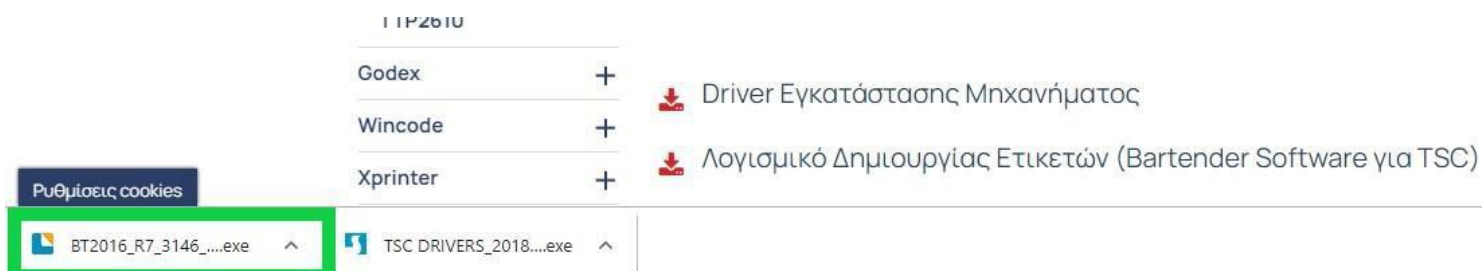 TTP261U
Godex +
Driver Εγκατάστασης Μηχανήματος
Wincode +
Λογισμικό Δημιουργίας Ετικετών (Bartender Software για TSC)
Xprinter +
Ρυθμίσεις cookies
BT2016_R7_3146_....exe
TSC DRIVERS_2018....exe